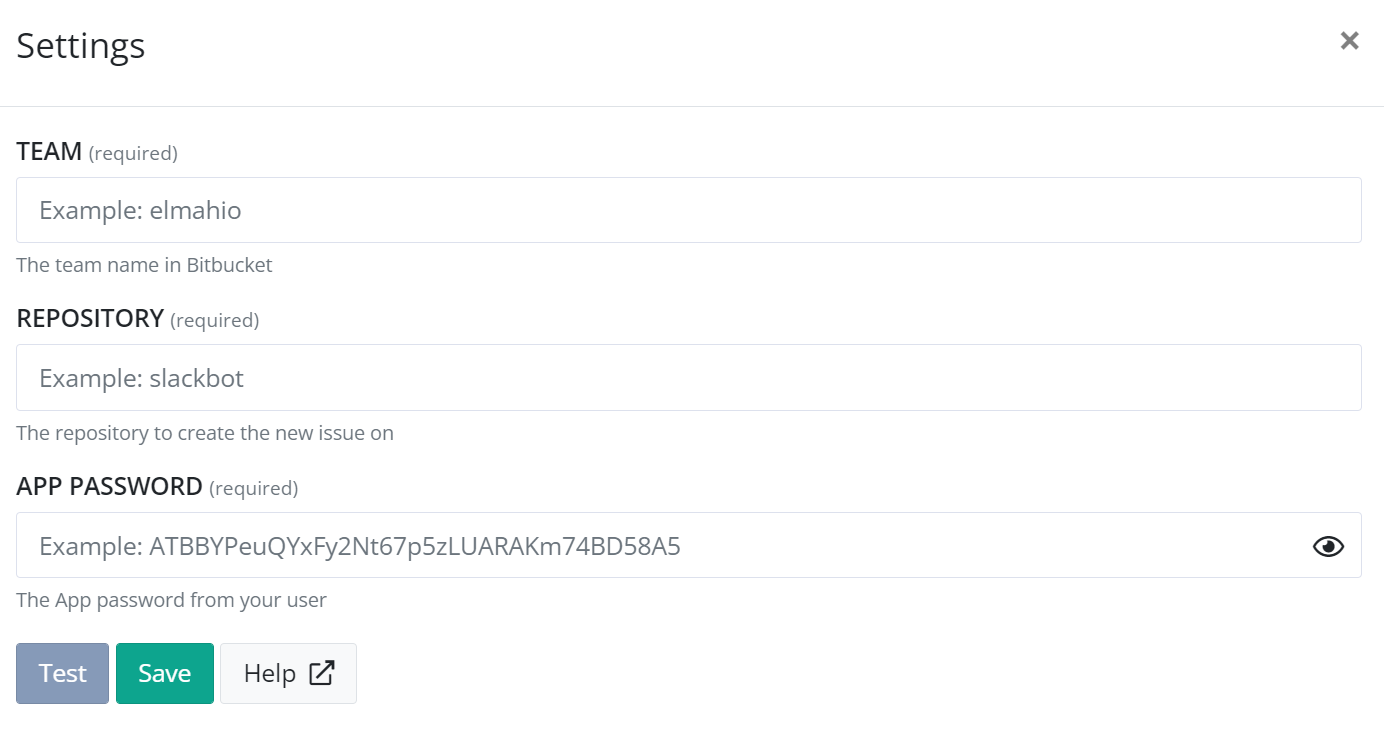 Settings
TEAM (required)
Example: elmahio
The team name in Bitbucket
REPOSITORY (required)
Example: slackbot
The repository to create the new issue on
APP PASSWORD (required)
Example: ATBBYPeuQYxFy2Nt67p5zLUARAKm74BD58A5
The App password from your user
Test Save Help